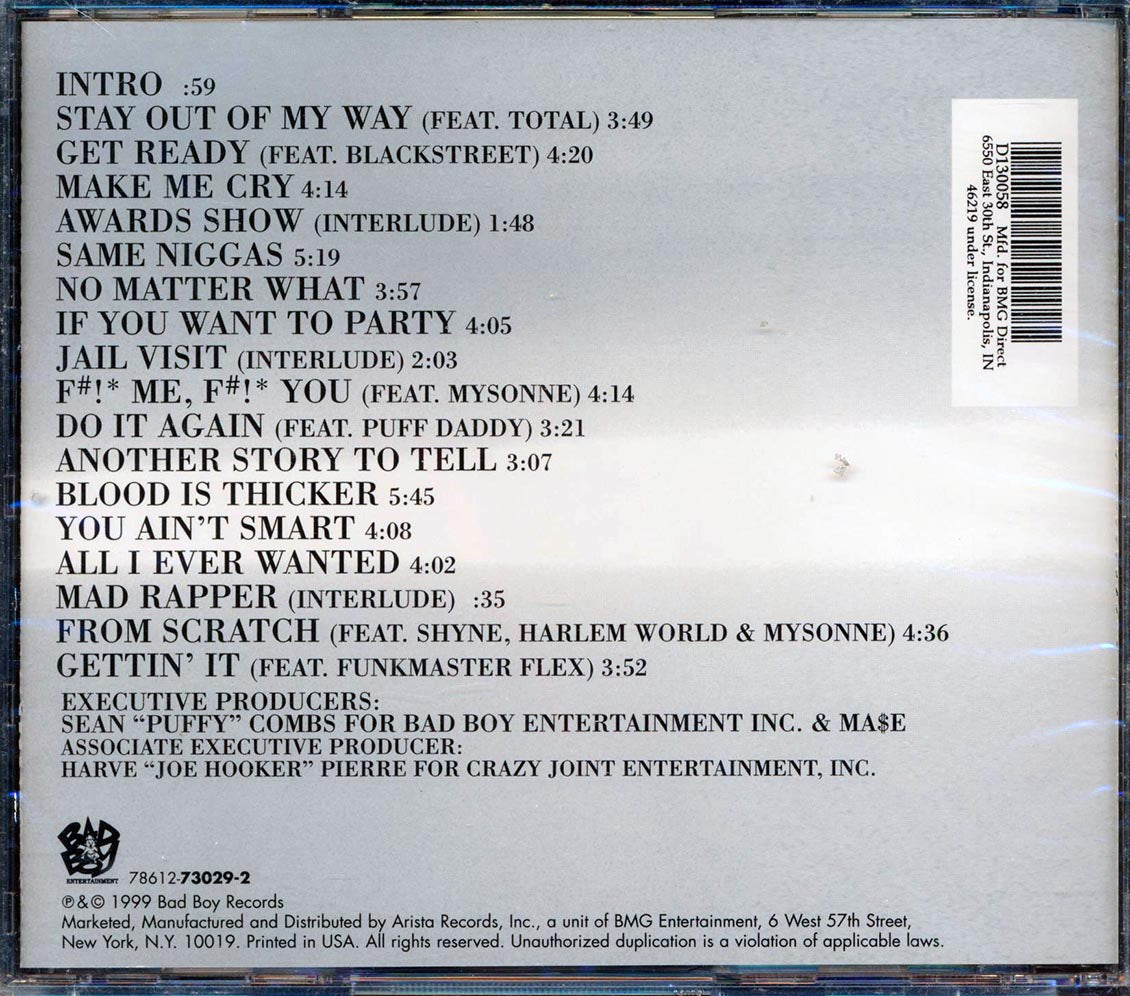 INTRO :59
STAY OUT OF MY WAY (FEAT. TOTAL) 3:49
GET READY (FEAT. BLACKSTREET) 4:20
MAKE ME CRY 4:14
AWARDS SHOW (INTERLUDE) 1:48
SAME NIGGAS 5:19
NO MATTER WHAT 3:57
IF YOU WANT TO PARTY 4:05
JAIL VISIT (INTERLUDE) 2:03
F#!* ME, F#!* YOU (FEAT. MYSONNE) 4:14
DO IT AGAIN (FEAT. PUFF DADDY) 3:21
ANOTHER STORY TO TELL 3:07
BLOOD IS THICKER 5:45
YOU AIN'T SMART 4:08
ALL I EVER WANTED 4:02
MAD RAPPER (INTERLUDE) :35
FROM SCRATCH (FEAT. SHYNE, HARLEM WORLD & MYSONNE) 4:36
GETTIN' IT (FEAT. FUNKMASTER FLEX) 3:52
EXECUTIVE PRODUCERS:
SEAN "PUFFY" COMBS FOR BAD BOY ENTERTAINMENT INC. & MA$E
ASSOCIATE EXECUTIVE PRODUCER:
HARVE "JOE HOOKER" PIERRE FOR CRAZY JOINT ENTERTAINMENT, INC.
BAD
BOY
ENTERTAINMENT
78612-73029-2
℗&© 1999 Bad Boy Records
Marketed, Manufactured and Distributed by Arista Records, Inc., a unit of BMG Entertainment, 6 West 57th Street,
New York, N.Y. 10019. Printed in USA. All rights reserved. Unauthorized duplication is a violation of applicable laws.
D130058 Mfd. for BMG Direct
6550 East 30th St., Indianapolis, IN
46219 under license.